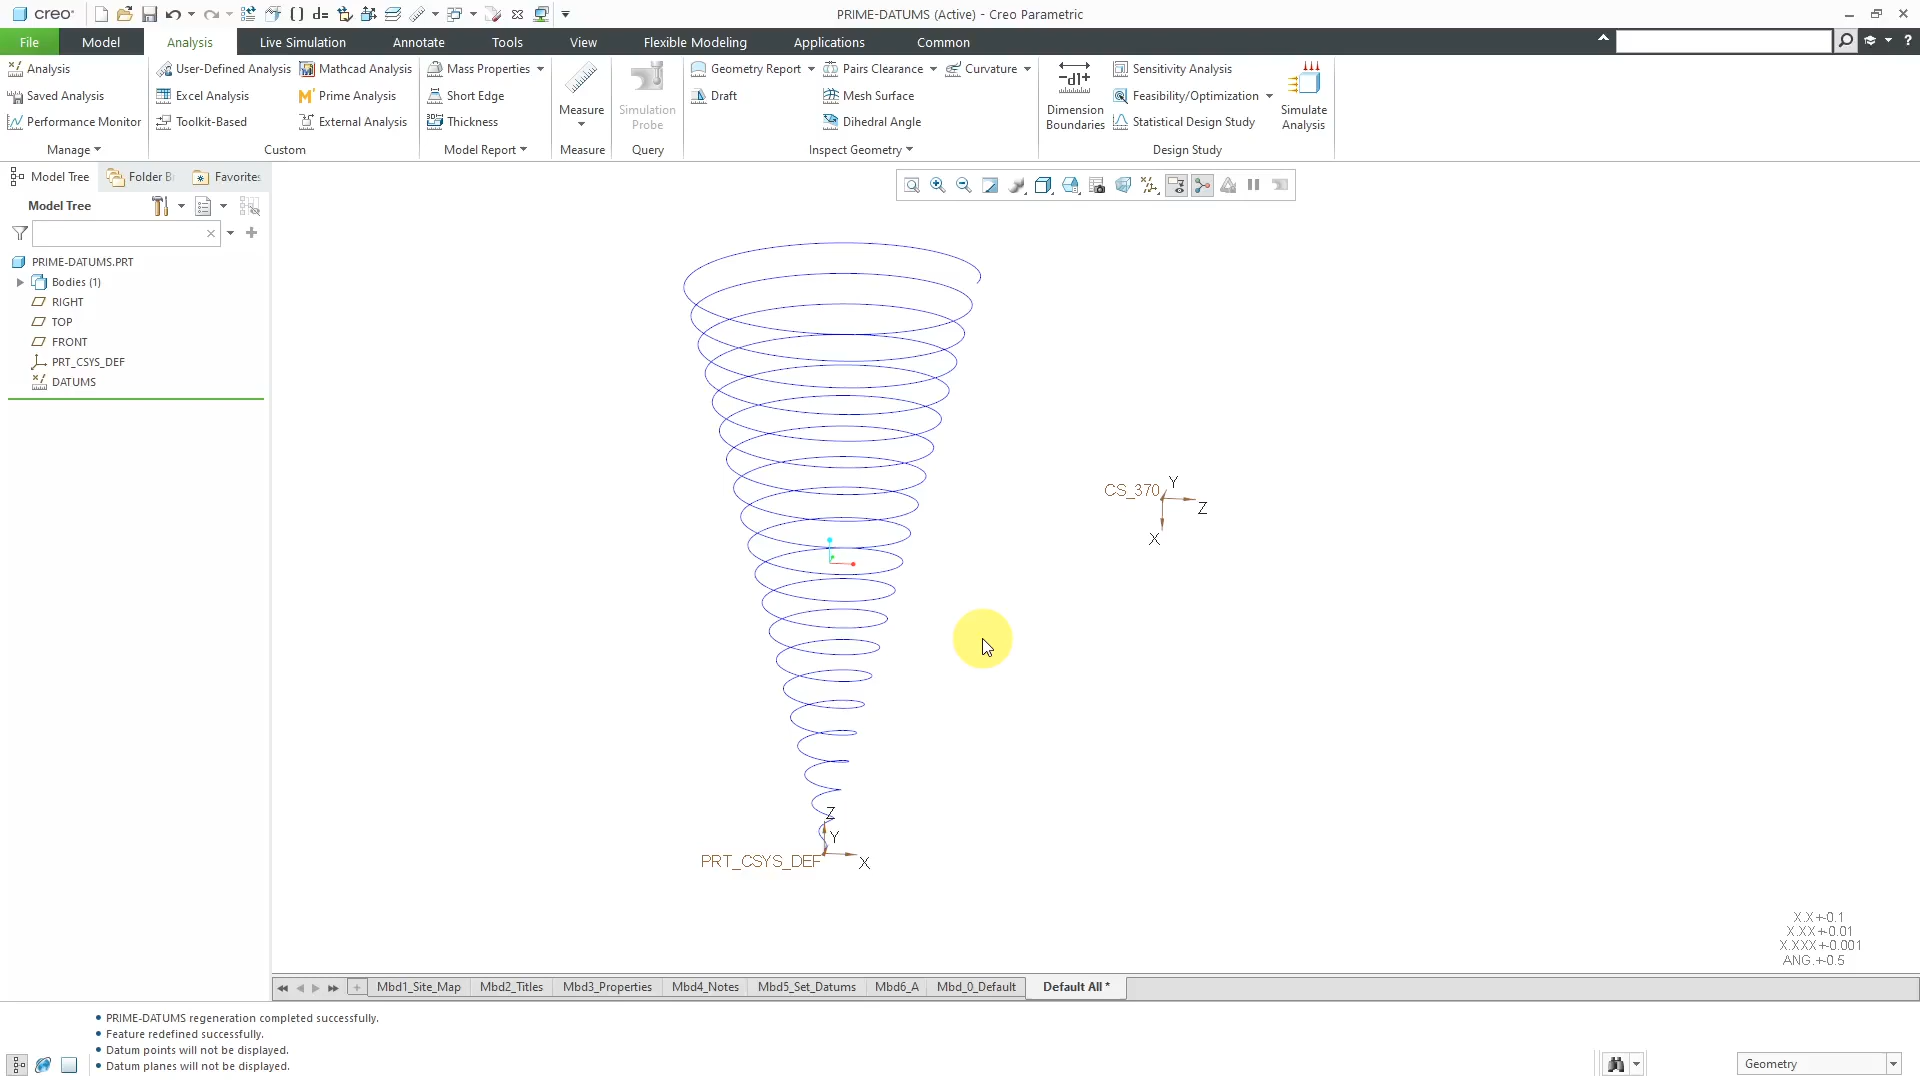 creo
PRIME-DATUMS (Active) - Creo Parametric
File
Model
Analysis
Live Simulation
Annotate
Tools
View
Flexible Modeling
Applications
Common
Analysis
Saved Analysis
Performance Monitor
Manage
User-Defined Analysis
Excel Analysis
Toolkit-Based
Mathcad Analysis
Prime Analysis
External Analysis
Custom
Mass Properties
Short Edge
Thickness
Model Report
Measure
Measure
Simulation
Probe
Query
Geometry Report
Draft
Pairs Clearance
Mesh Surface
Dihedral Angle
Curvature
Inspect Geometry
Dimension
Boundaries
Sensitivity Analysis
Feasibility/Optimization
Statistical Design Study
Simulate
Analysis
Design Study
Model Tree
Folder B
Favorites
Model Tree
PRIME-DATUMS.PRT
Bodies (1)
RIGHT
TOP
FRONT
PRT_CSYS_DEF
DATUMS
CS_370
Y
Z
X
Z
Y
X
PRT_CSYS_DEF
X.X+-0.1
X.XX+-0.01
X.XXX+-0.001
ANG.+-0.5
Mbd1_Site_Map
Mbd2_Titles
Mbd3_Properties
Mbd4_Notes
Mbd5_Set_Datums
Mbd6_A
Mbd_0_Default
Default All *
• PRIME-DATUMS regeneration completed successfully.
• Feature redefined successfully.
• Datum points will not be displayed.
• Datum planes will not be displayed.
Geometry